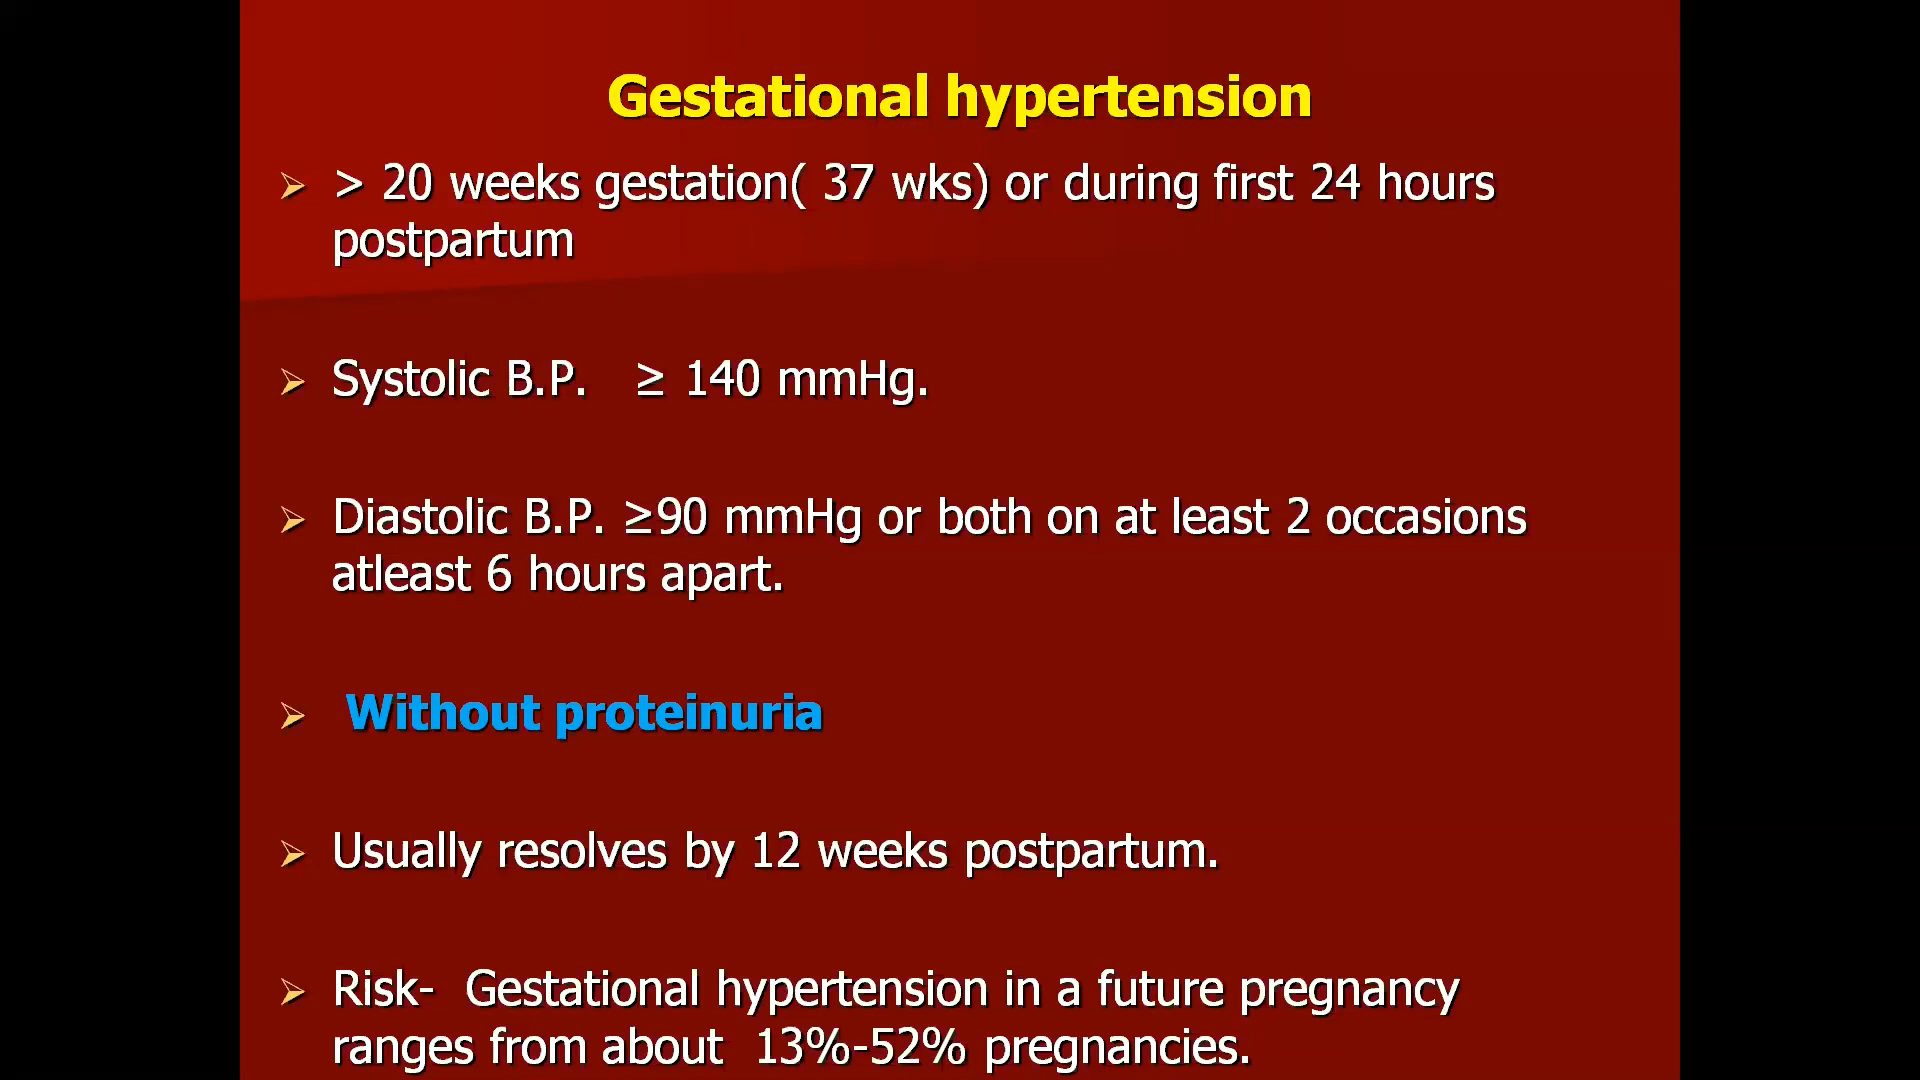 Gestational hypertension
➢ > 20 weeks gestation( 37 wks) or during first 24 hours
postpartum
➢ Systolic B.P. ≥ 140 mmHg.
➢ Diastolic B.P. ≥90 mmHg or both on at least 2 occasions
atleast 6 hours apart.
➢ Without proteinuria
➢ Usually resolves by 12 weeks postpartum.
➢ Risk- Gestational hypertension in a future pregnancy
ranges from about 13%-52% pregnancies.